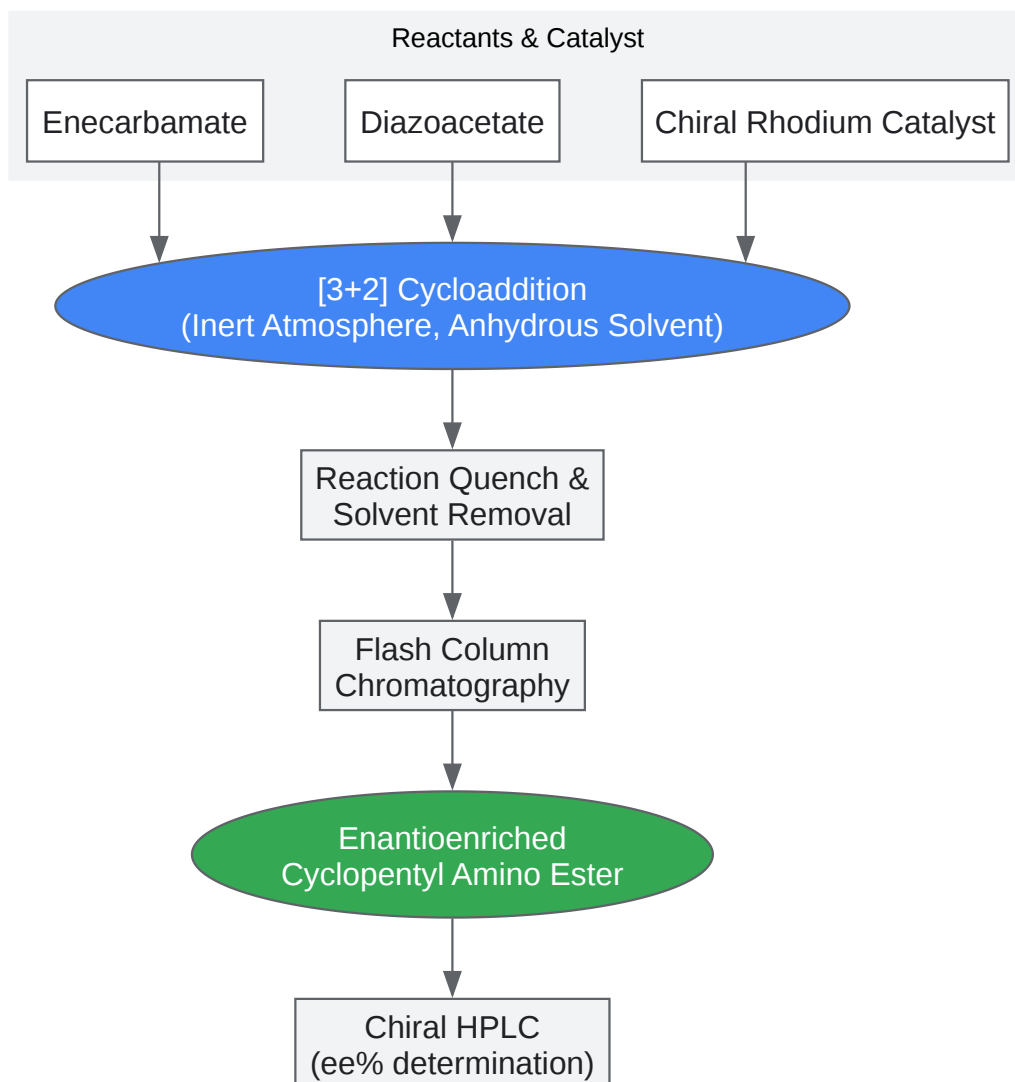 Reactants & Catalyst
Enecarbamate
Diazoacetate
Chiral Rhodium Catalyst
[3+2] Cycloaddition
(Inert Atmosphere, Anhydrous Solvent)
Reaction Quench &
Solvent Removal
Flash Column
Chromatography
Enantioenriched
Cyclopentyl Amino Ester
Chiral HPLC
(ee% determination)